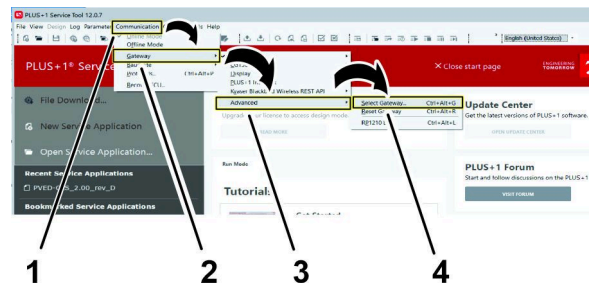 PLUS+1 Service Tool 12.0.7
File View Design Log Parameter Communication Help
Offline Mode
Gateway
English (United States)
PLUS+1® Serv
Close start page
ENGINEERING
TOMORROW
Advanced
Select Gateway... Ctrl+Alt+G
Reset Gateway Ctrl+Alt+R
Ctrl+Alt+L
File Download...
New Service Application
Open Service Application...
Recent Service Applications
Bookmarked Service Applications
READ MORE
Run Mode
Tutorial
Update Center
Get the latest versions of PLUS+1 software.
OPEN UPDATE CENTER
PLUS+1 Forum
Start and follow discussions on the PLUS+1
VISIT FORUM
1
2
3
4